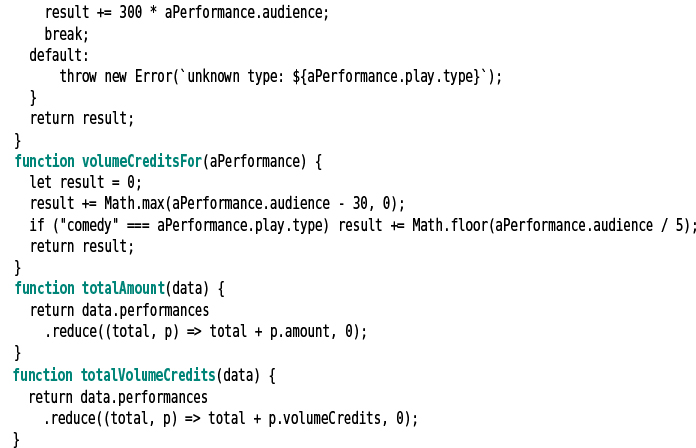 result += 300 * aPerformance.audience;
break;
default:
throw new Error(`unknown type: ${aPerformance.play.type}`);
}
return result;
}
function volumeCreditsFor(aPerformance) {
let result = 0;
result += Math.max(aPerformance.audience - 30, 0);
if ("comedy" === aPerformance.play.type) result += Math.floor(aPerformance.audience / 5);
return result;
}
function totalAmount(data) {
return data.performances
.reduce((total, p) => total + p.amount, 0);
}
function totalVolumeCredits(data) {
return data.performances
.reduce((total, p) => total + p.volumeCredits, 0);
}